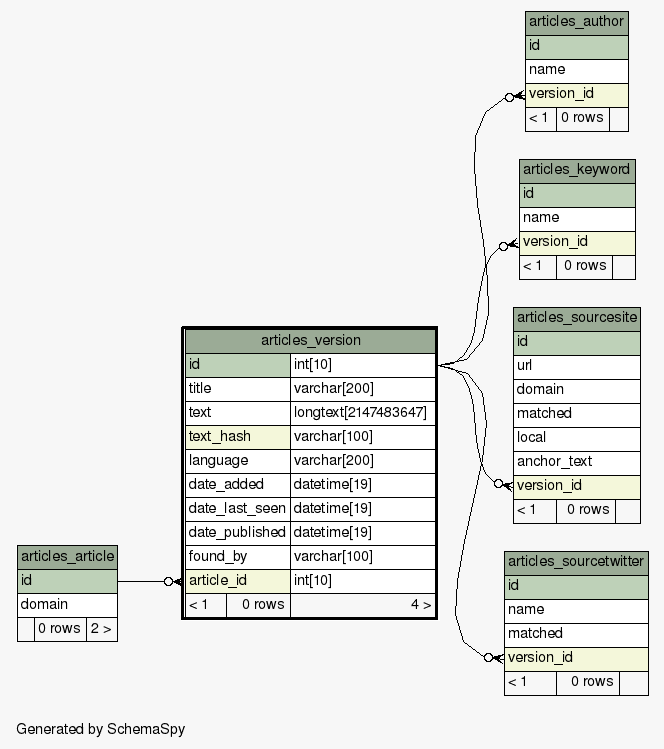 articles_author
id
name
version_id
< 1 0 rows
articles_keyword
id
name
version_id
< 1 0 rows
articles_sourcesite
id
url
domain
matched
local
anchor_text
version_id
< 1 0 rows
articles_version
id int[10]
title varchar[200]
text longtext[2147483647]
text_hash varchar[100]
language varchar[200]
date_added datetime[19]
date_last_seen datetime[19]
date_published datetime[19]
found_by varchar[100]
article_id int[10]
< 1 0 rows 4 >
articles_article
id
domain
0 rows 2 >
articles_sourcetwitter
id
name
matched
version_id
< 1 0 rows
Generated by SchemaSpy